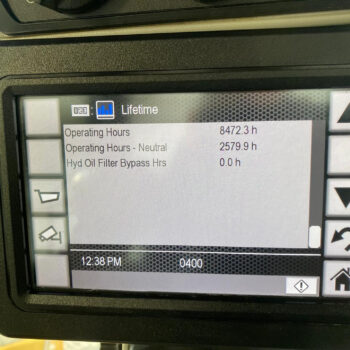 Lifetime
Operating Hours 8472.3 h
Operating Hours - Neutral 2579.9 h
Hyd Oil Filter Bypass Hrs 0.0 h
12:38 PM 0400